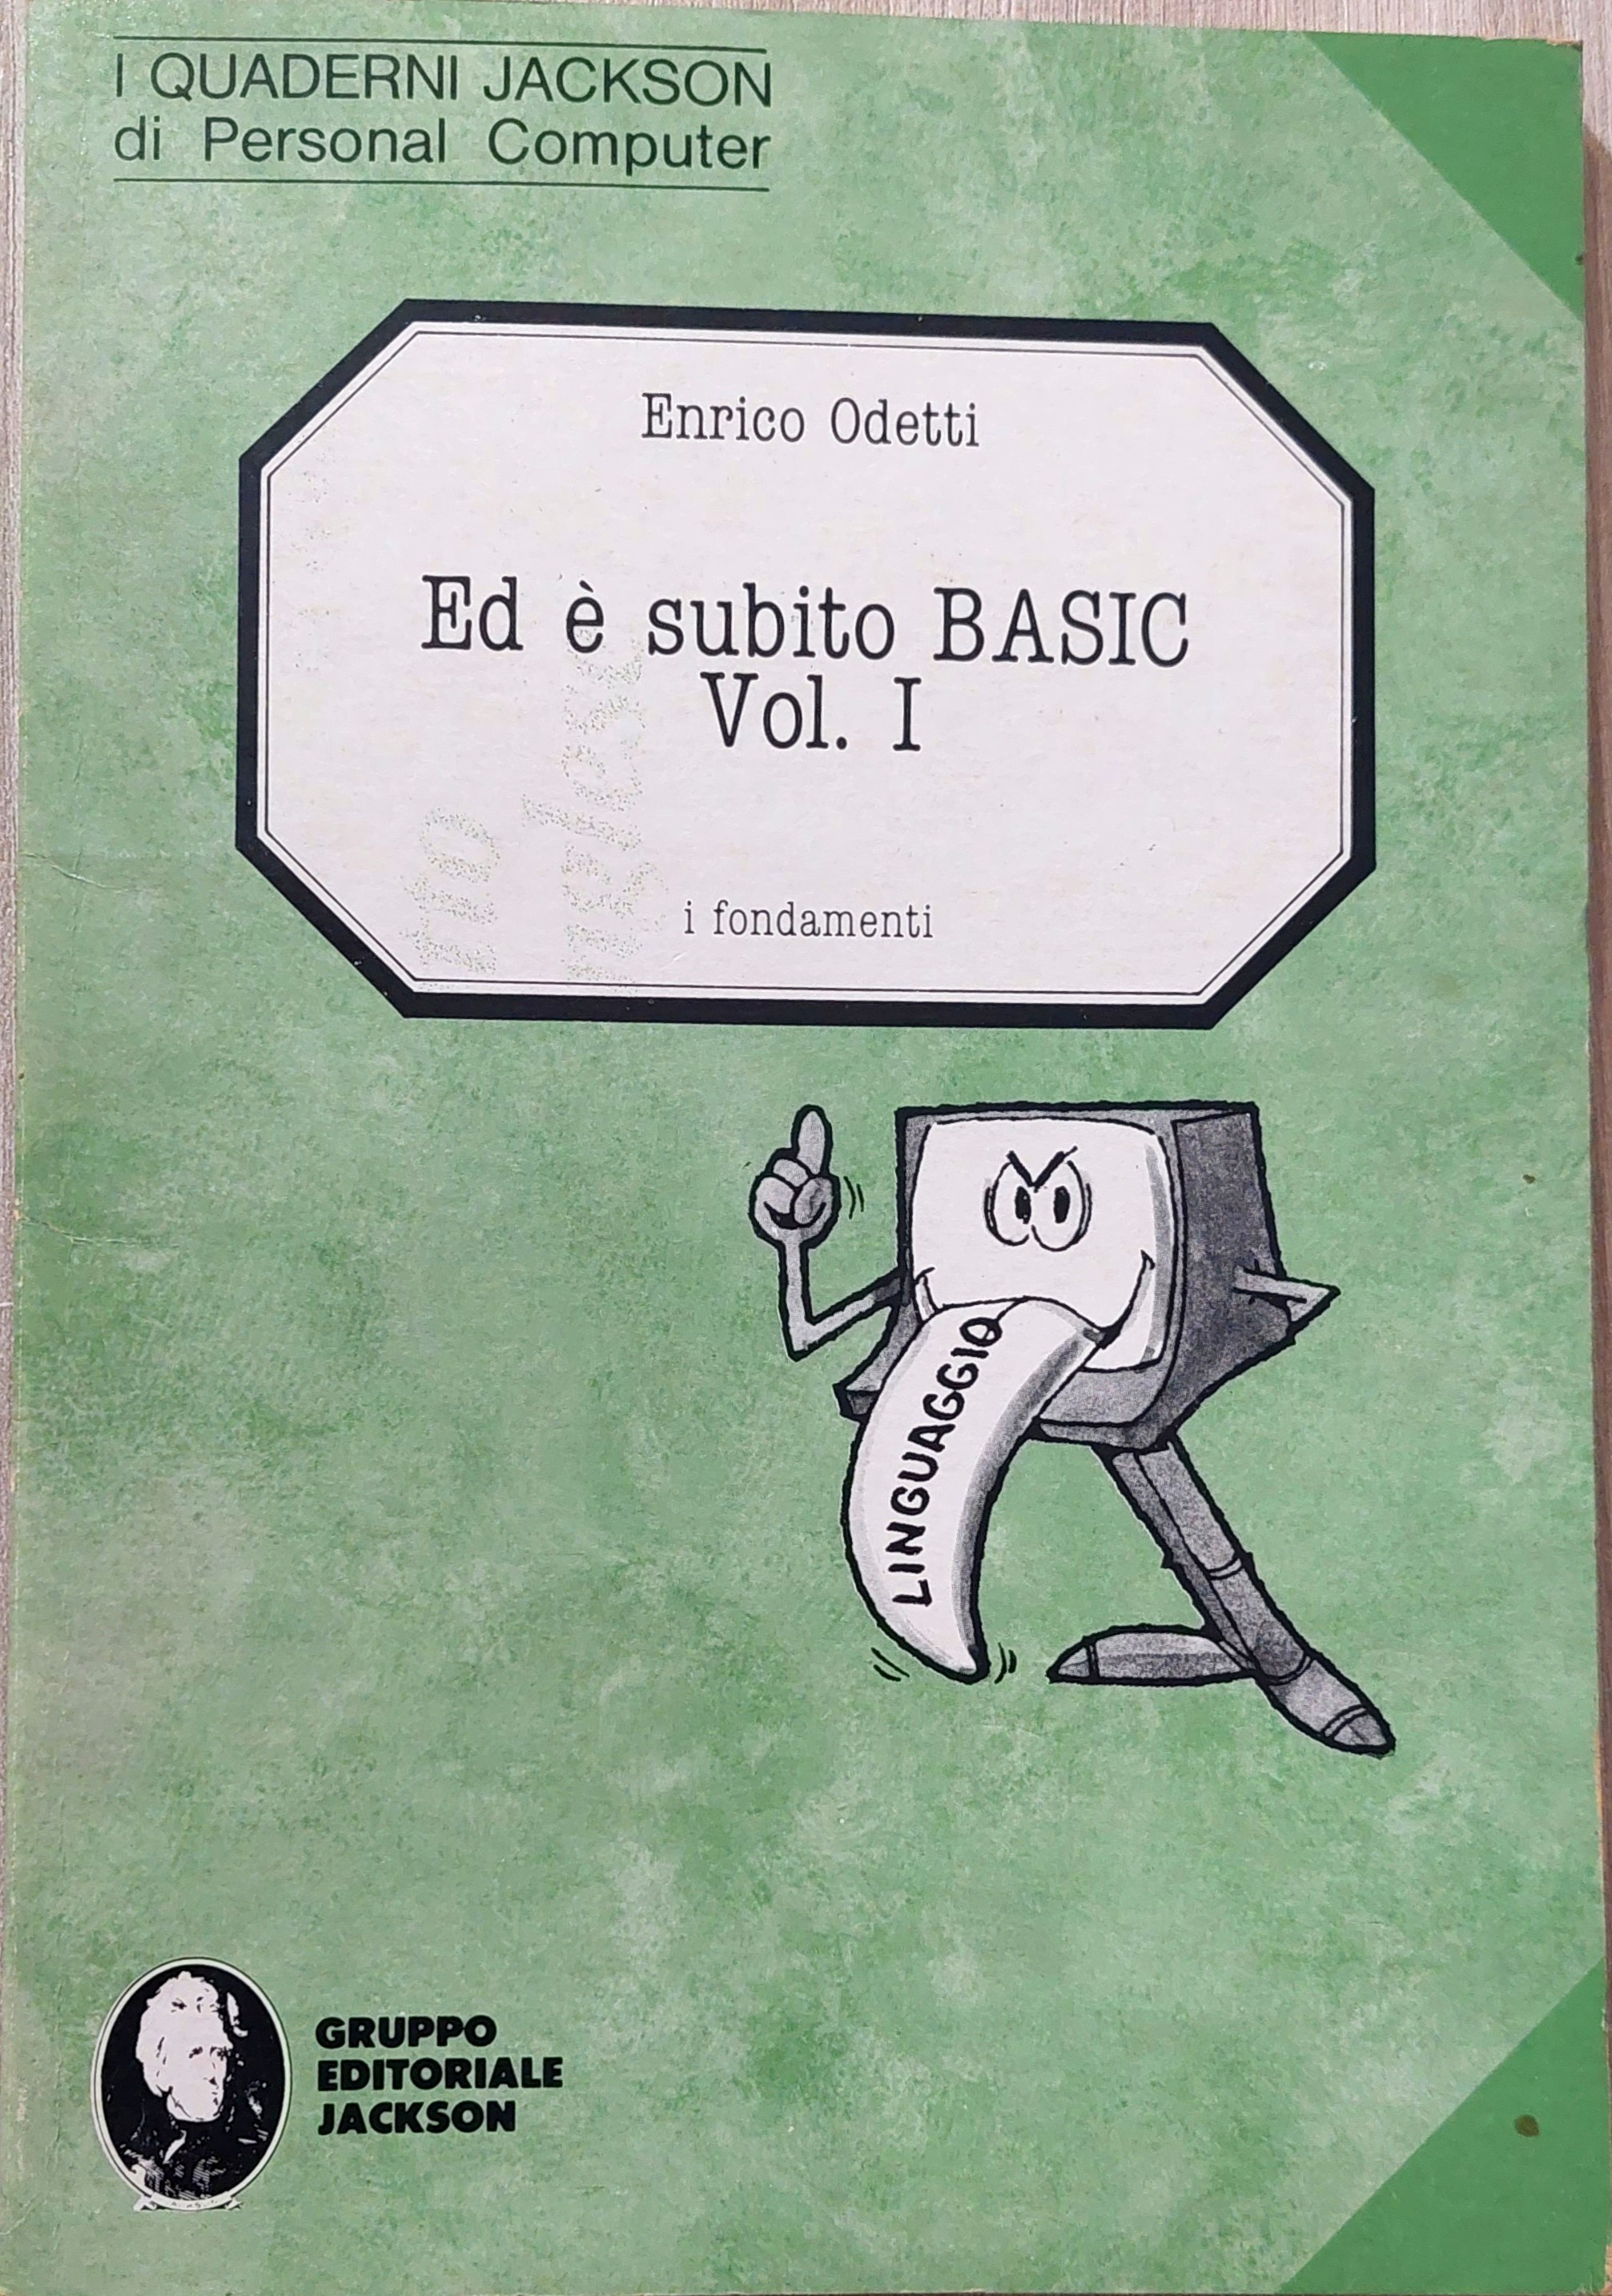 I QUADERNI JACKSON
di Personal Computer
Enrico Odetti
Ed è subito BASIC
Vol. I
i fondamenti
LINGUAGGIO
GRUPPO
EDITORIALE
JACKSON